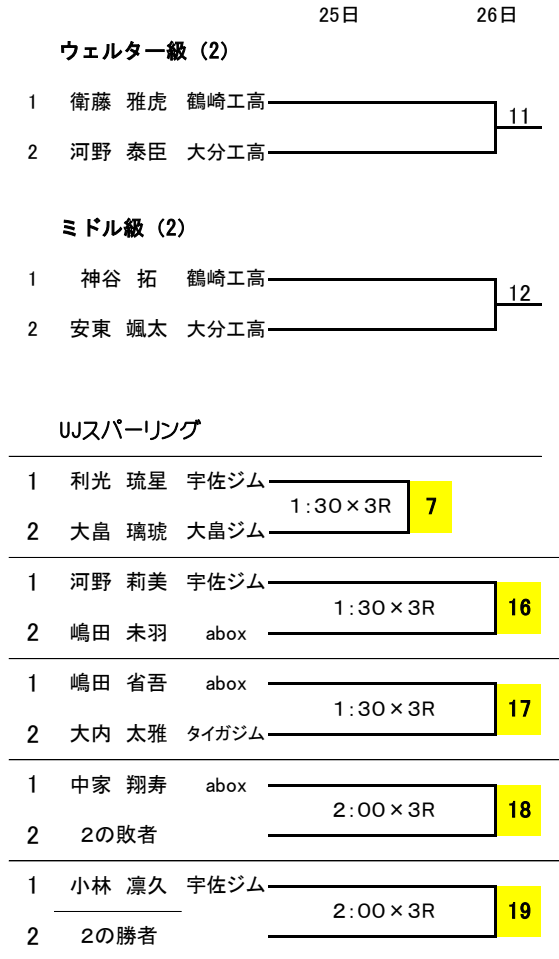 25日 26日
ウェルター級（2）
1 衛藤 雅虎 鶴崎工高
11
2 河野 泰臣 大分工高
ミドル級（2）
1 神谷 拓 鶴崎工高
12
2 安東 颯太 大分工高
UJスパーリング
1 利光 琉星 宇佐ジム
1:30×3R 7
2 大畠 璃琥 大畠ジム
1 河野 莉美 宇佐ジム
1:30×3R 16
2 嶋田 未羽 abox
1 嶋田 省吾 abox
1:30×3R 17
2 大内 太雅 タイガジム
1 中家 翔寿 abox
2:00×3R 18
2 2の敗者
1 小林 凛久 宇佐ジム
2:00×3R 19
2 2の勝者